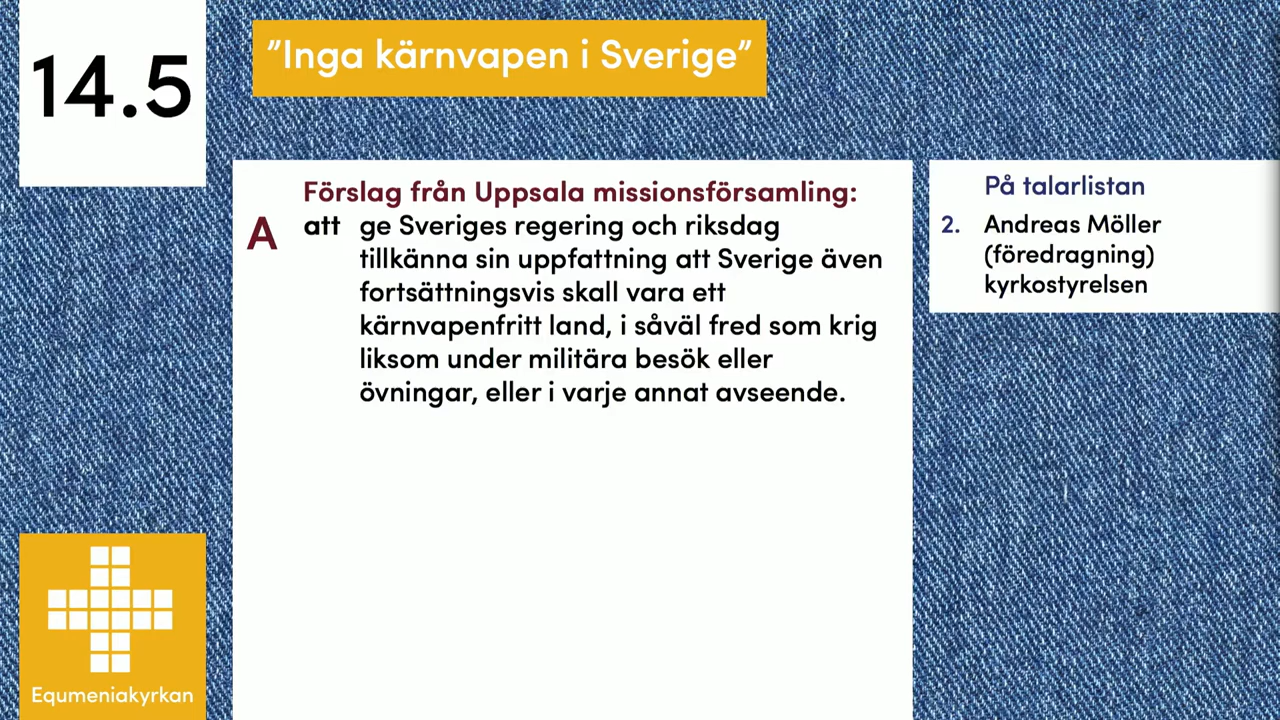 14.5
”Inga kärnvapen i Sverige”
Förslag från Uppsala missionsförsamling:
A att ge Sveriges regering och riksdag
tillkänna sin uppfattning att Sverige även
fortsättningsvis skall vara ett
kärnvapenfritt land, i såväl fred som krig
liksom under militära besök eller
övningar, eller i varje annat avseende.
På talarlistan
2. Andreas Möller
(föredragning)
kyrkostyrelsen
Equmeniakyrkan